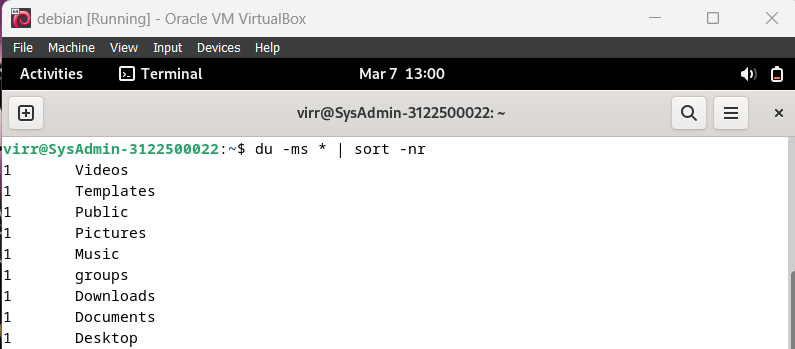 debian [Running] - Oracle VM VirtualBox
File Machine View Input Devices Help
Activities Terminal Mar 7 13:00
virr@SysAdmin-3122500022: ~
virr@SysAdmin-3122500022:~$ du -ms * | sort -nr
1 Videos
1 Templates
1 Public
1 Pictures
1 Music
1 groups
1 Downloads
1 Documents
1 Desktop